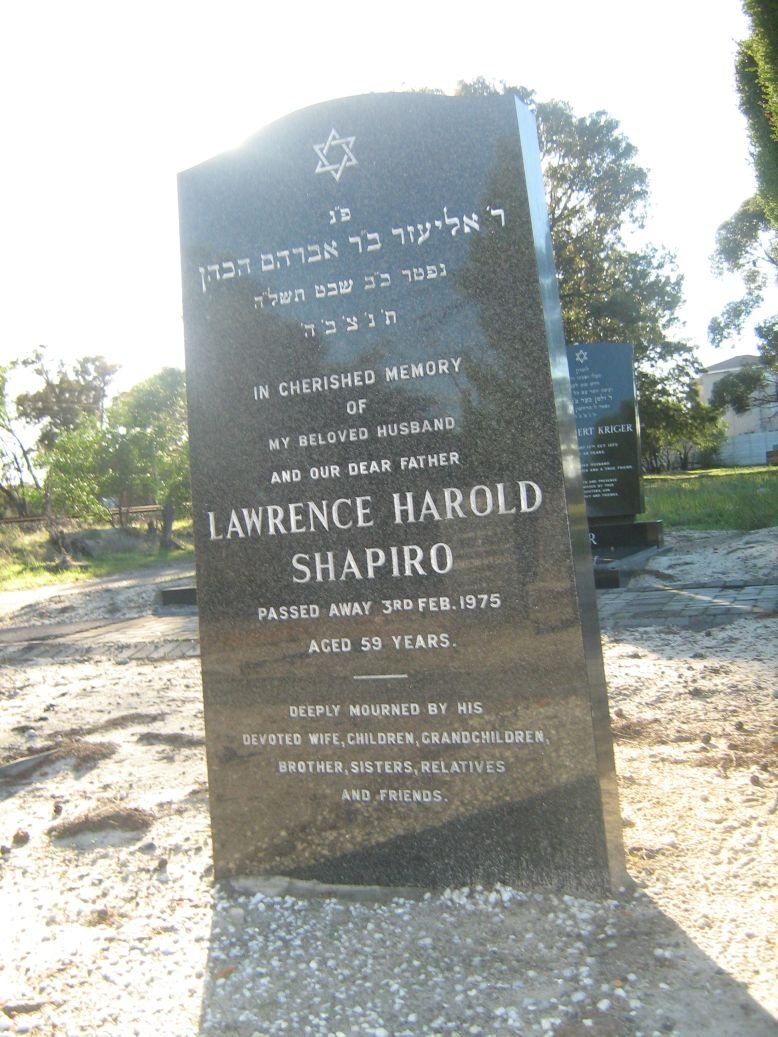 פ״נ
ר׳ אליעזר ב״ר אברהם הכהן
נפטר כ״ב שבט תשל״ה
ת׳ נ׳ צ׳ ב׳ ה׳
IN CHERISHED MEMORY
OF
MY BELOVED HUSBAND
AND OUR DEAR FATHER
LAWRENCE HAROLD
SHAPIRO
PASSED AWAY 3RD FEB. 1975
AGED 59 YEARS.
DEEPLY MOURNED BY HIS
DEVOTED WIFE, CHILDREN, GRANDCHILDREN,
BROTHER, SISTERS, RELATIVES
AND FRIENDS.
KRIGER